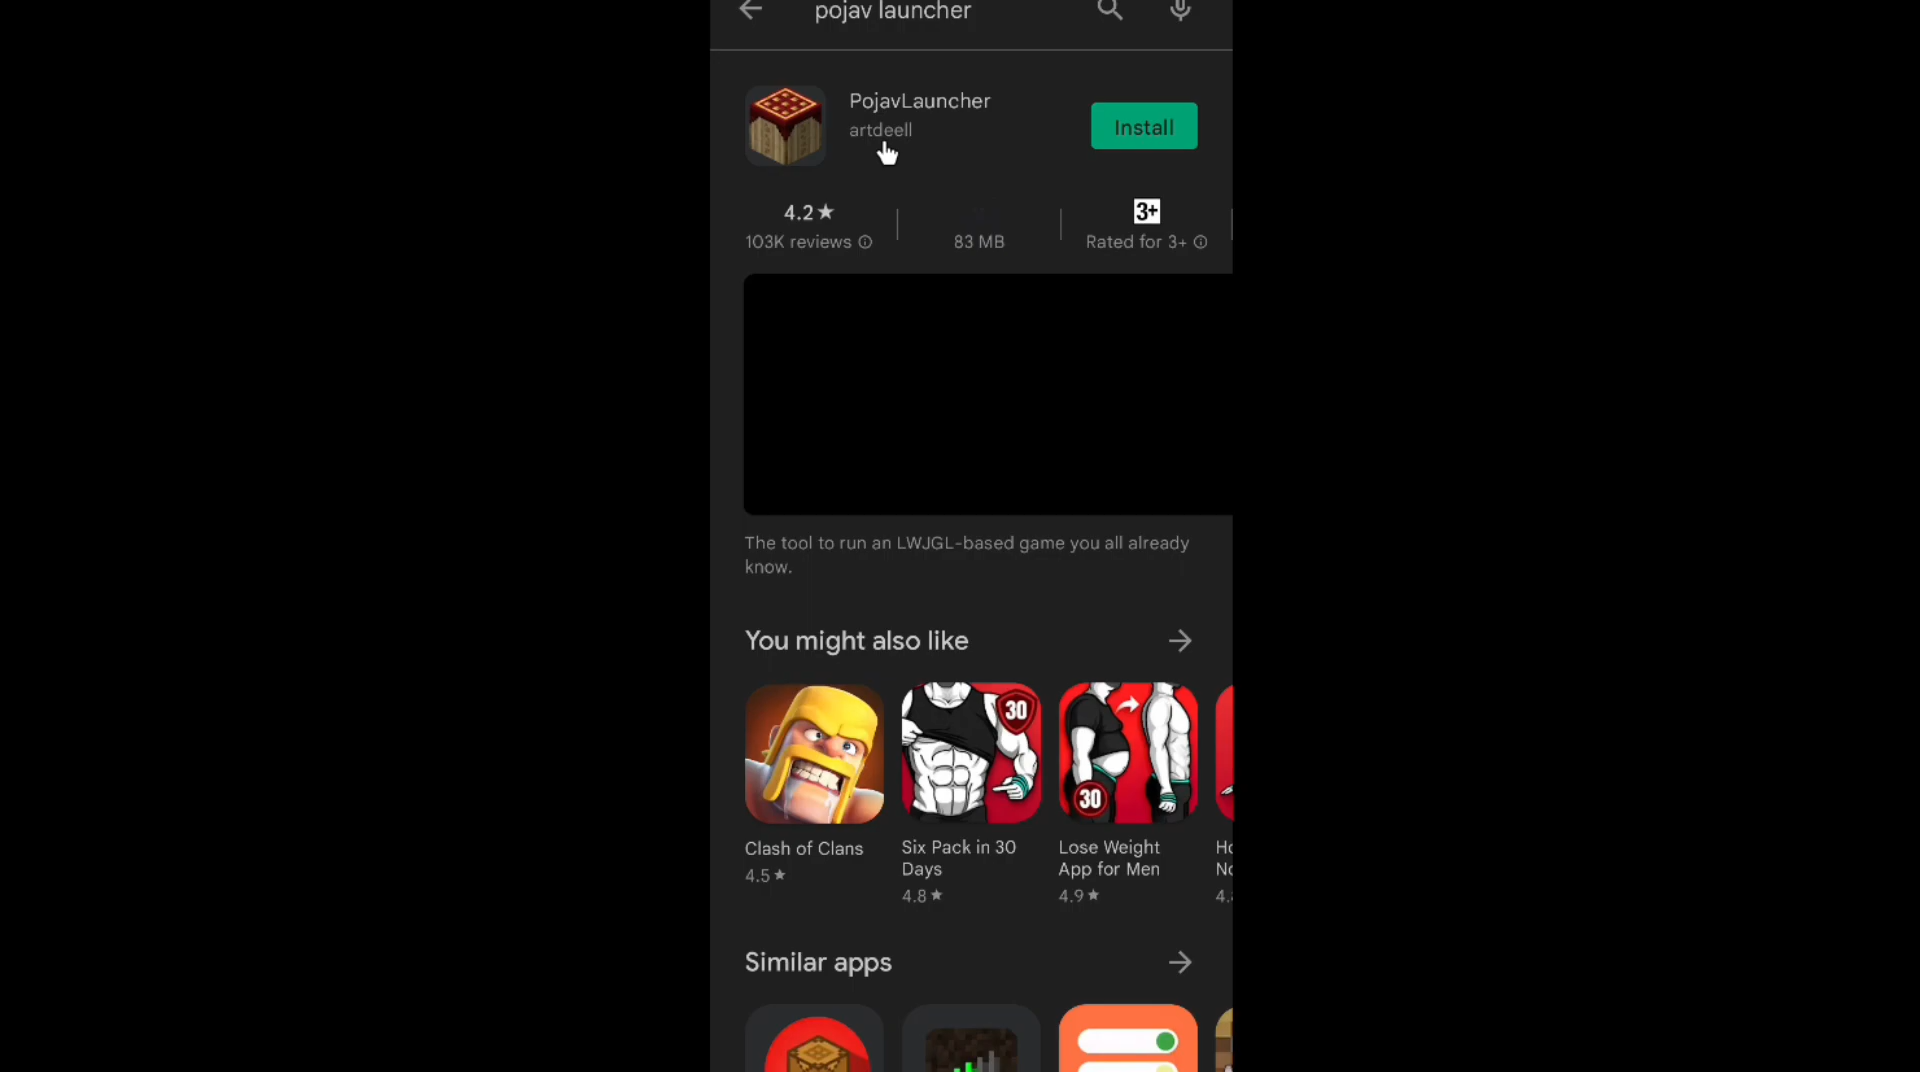 pojav launcher
PojavLauncher
artdeell
Install
4.2★
103K reviews
83 MB
3+
Rated for 3+
The tool to run an LWJGL-based game you all already
know.
You might also like
30
30
Clash of Clans
4.5★
Six Pack in 30
Days
4.8★
Lose Weight
App for Men
4.9★
Similar apps